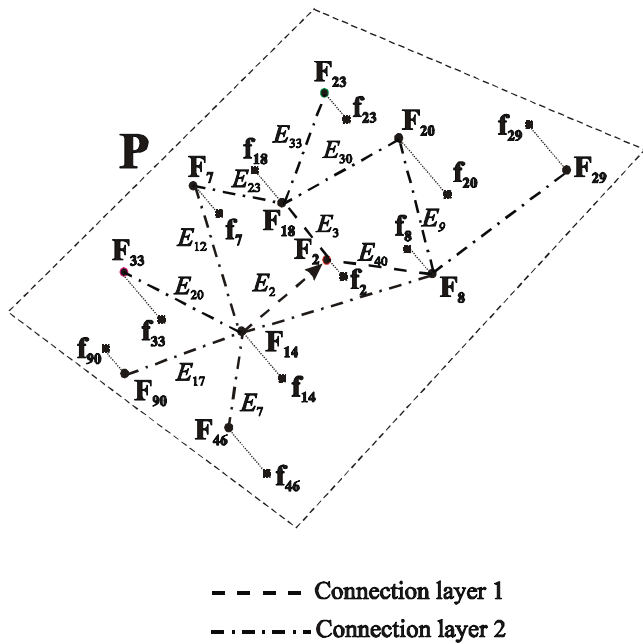 F23
f23
F20
f29
E33
P
f18
E30
F29
F7
E23
f20
F18
f7
E3
E9
f8
E12
F2
E40
F33
f2
F8
E20
E2
f33
F14
f90
E17
f14
F90
E7
F46
f46
Connection layer 1
Connection layer 2